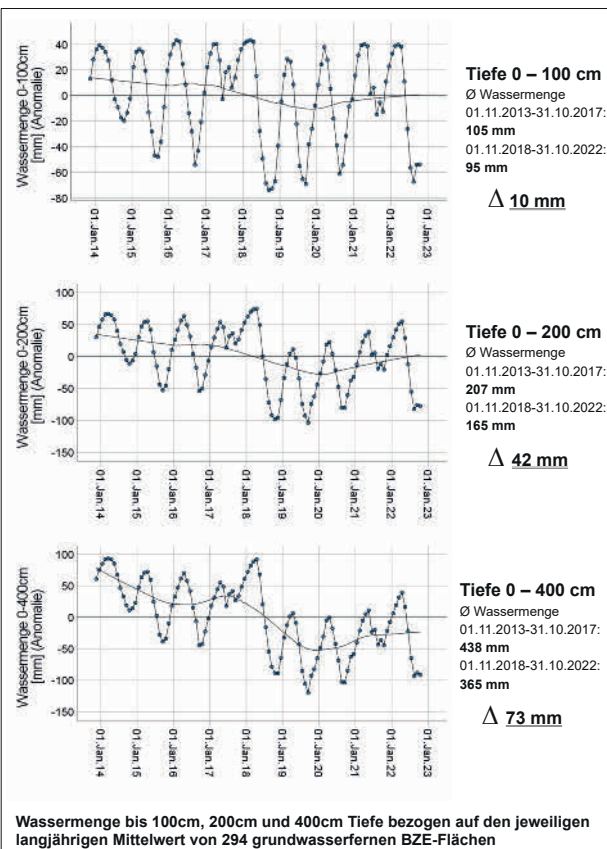 Wassermenge 0-100cm
[mm] (Anomalie)
40
20
0
-20
-40
-60
-80
01.Jan.14
01.Jan.15
01.Jan.16
01.Jan.17
01.Jan.18
01.Jan.19
01.Jan.20
01.Jan.21
01.Jan.22
01.Jan.23
Tiefe 0 – 100 cm
Ø Wassermenge
01.11.2013-31.10.2017:
105 mm
01.11.2018-31.10.2022:
95 mm
Δ 10 mm
Wassermenge 0-200cm
[mm] (Anomalie)
100
50
0
-50
-100
-150
01.Jan.14
01.Jan.15
01.Jan.16
01.Jan.17
01.Jan.18
01.Jan.19
01.Jan.20
01.Jan.21
01.Jan.22
01.Jan.23
Tiefe 0 – 200 cm
Ø Wassermenge
01.11.2013-31.10.2017:
207 mm
01.11.2018-31.10.2022:
165 mm
Δ 42 mm
Wassermenge 0-400cm
[mm] (Anomalie)
100
50
0
-50
-100
-150
01.Jan.14
01.Jan.15
01.Jan.16
01.Jan.17
01.Jan.18
01.Jan.19
01.Jan.20
01.Jan.21
01.Jan.22
01.Jan.23
Tiefe 0 – 400 cm
Ø Wassermenge
01.11.2013-31.10.2017:
438 mm
01.11.2018-31.10.2022:
365 mm
Δ 73 mm
Wassermenge bis 100cm, 200cm und 400cm Tiefe bezogen auf den jeweiligen
langjährigen Mittelwert von 294 grundwasserfernen BZE-Flächen